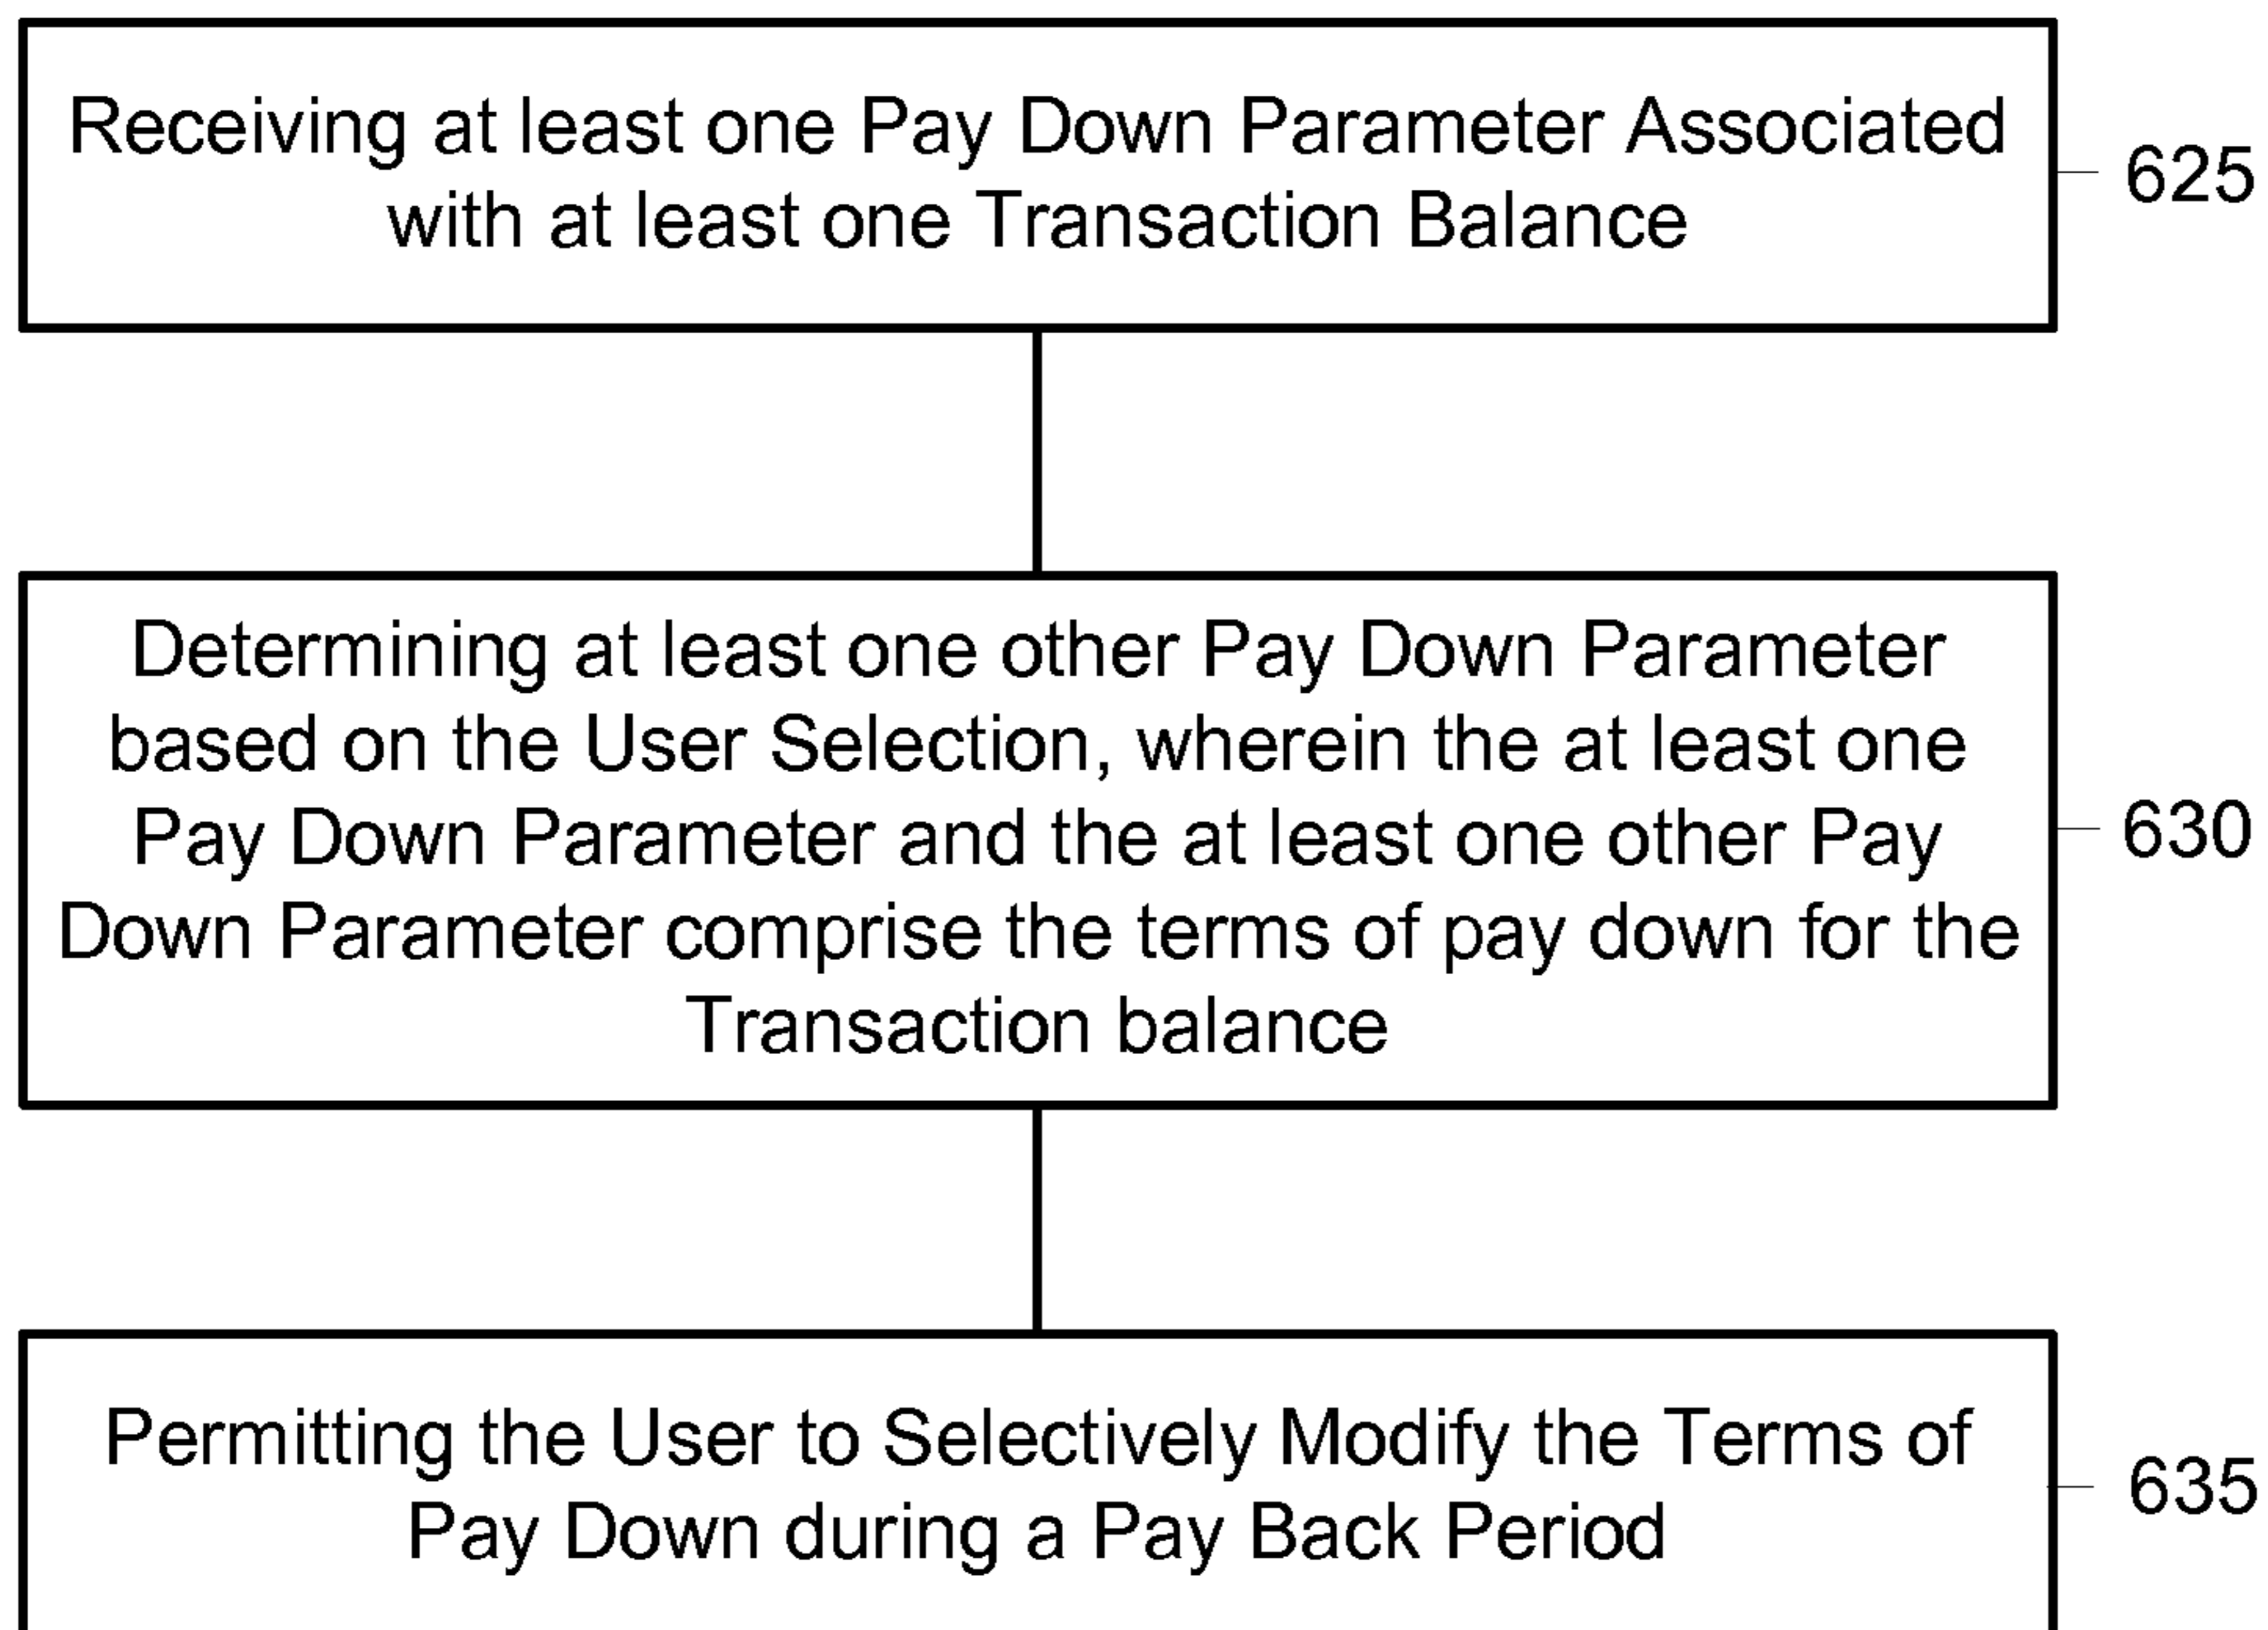 Receiving at least one Pay Down Parameter Associated
with at least one Transaction Balance
625
Determining at least one other Pay Down Parameter
based on the User Selection, wherein the at least one
Pay Down Parameter and the at least one other Pay
Down Parameter comprise the terms of pay down for the
Transaction balance
630
Permitting the User to Selectively Modify the Terms of
Pay Down during a Pay Back Period
635